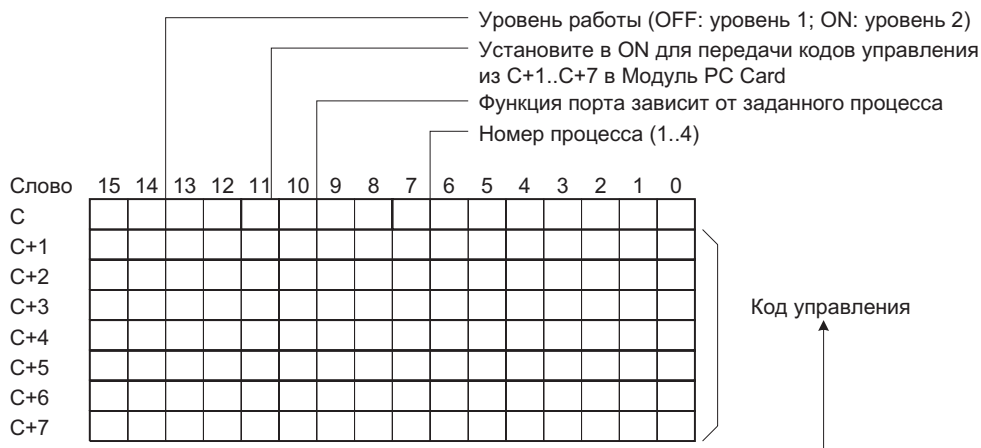 Уровень работы (OFF: уровень 1; ON: уровень 2)
Установите в ON для передачи кодов управления
из C+1..C+7 в Модуль PC Card
Функция порта зависит от заданного процесса
Номер процесса (1..4)
Слово 15 14 13 12 11 10 9 8 7 6 5 4 3 2 1 0
C
C+1
C+2
C+3
Код управления
C+4
C+5
C+6
C+7